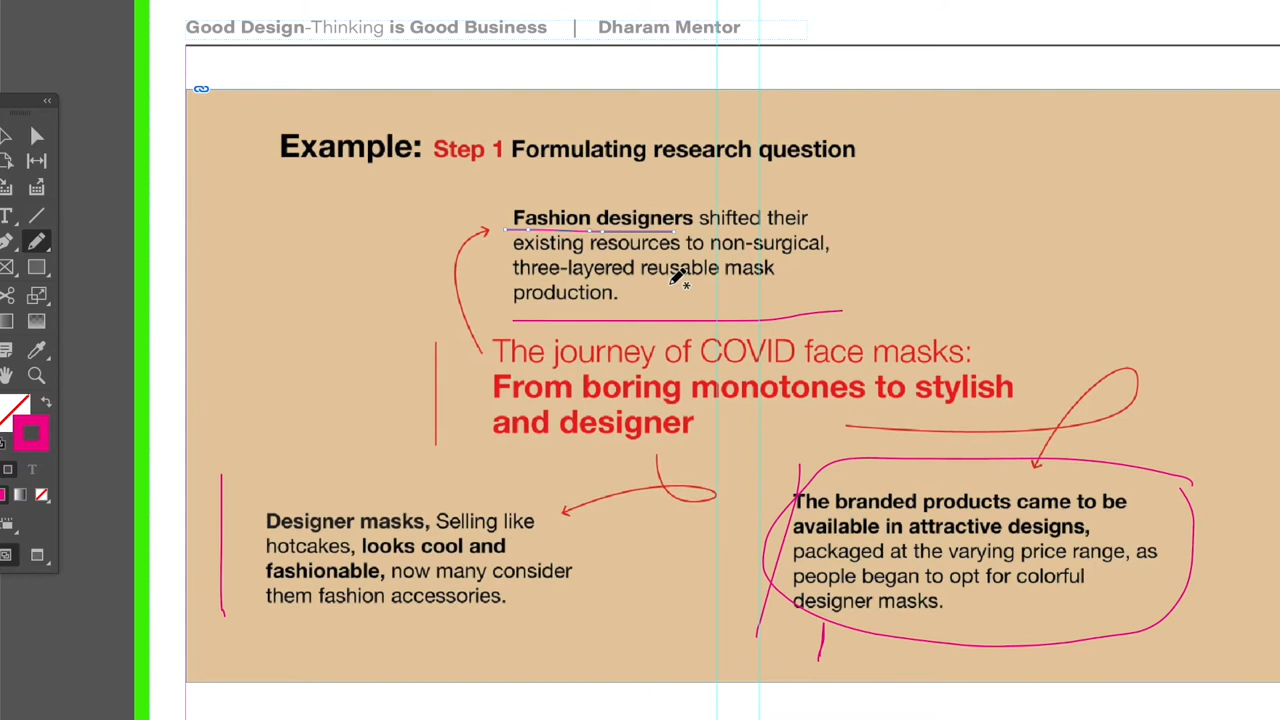 Good Design-Thinking is Good Business | Dharam Mentor
Example: Step 1 Formulating research question
Fashion designers shifted their
existing resources to non-surgical,
three-layered reusable mask
production.
The journey of COVID face masks:
From boring monotones to stylish
and designer
Designer masks, Selling like
hotcakes, looks cool and
fashionable, now many consider
them fashion accessories.
The branded products came to be
available in attractive designs,
packaged at the varying price range, as
people began to opt for colorful
designer masks.